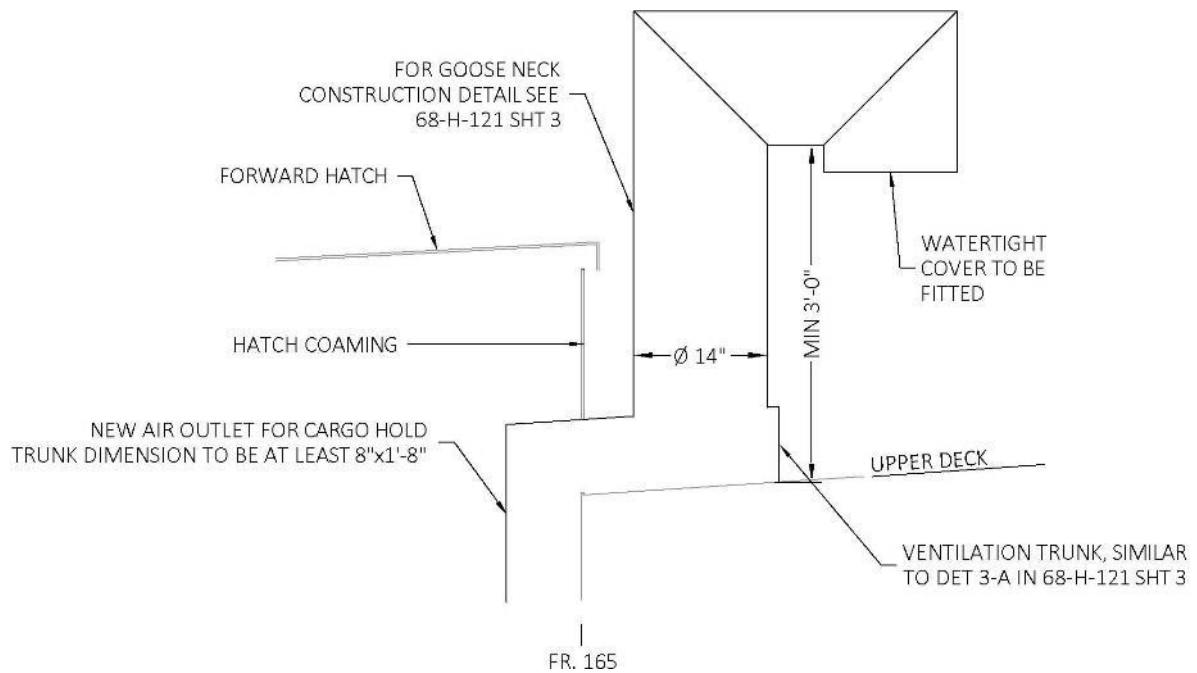 FOR GOOSE NECK
CONSTRUCTION DETAIL SEE
68-H-121 SHT 3
FORWARD HATCH
WATERTIGHT
COVER TO BE
FITTED
MIN 3'-0"
HATCH COAMING
Ø 14"
NEW AIR OUTLET FOR CARGO HOLD
TRUNK DIMENSION TO BE AT LEAST 8"x1'-8"
UPPER DECK
VENTILATION TRUNK, SIMILAR
TO DET 3-A IN 68-H-121 SHT 3
FR. 165